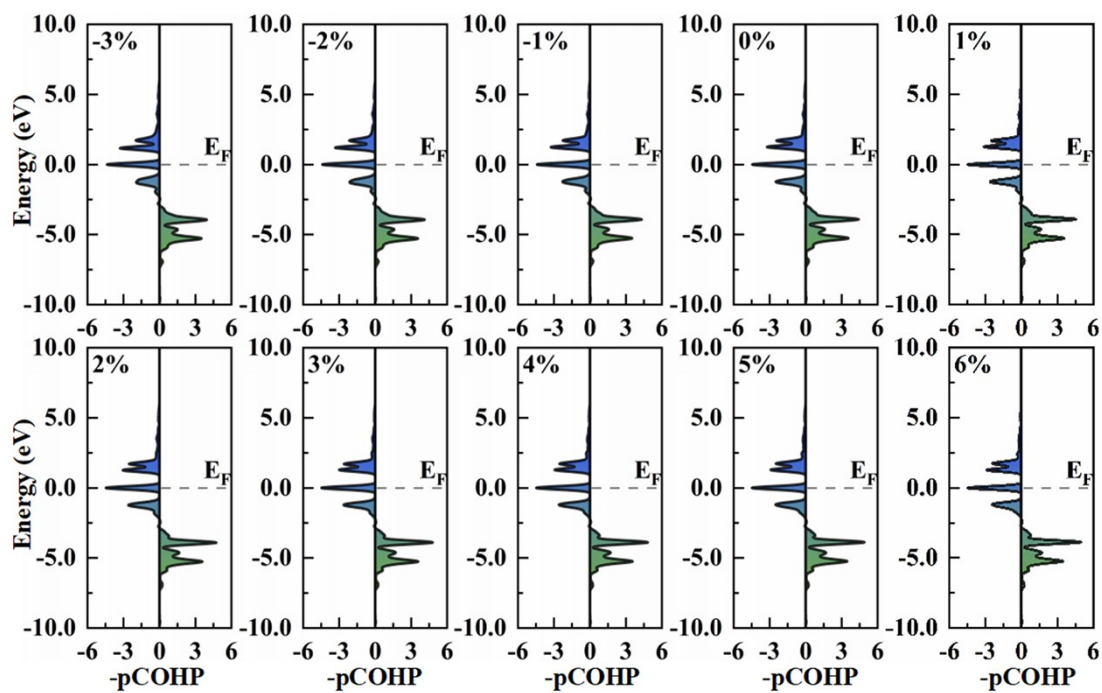 10.0 10.0 10.0 10.0 10.0
-3% -2% -1% 0% 1%
5.0 5.0 5.0 5.0 5.0
Energy (eV)
E_F E_F E_F E_F E_F
0.0 0.0 0.0 0.0 0.0
-5.0 -5.0 -5.0 -5.0 -5.0
-10.0 -10.0 -10.0 -10.0 -10.0
-6 -3 0 3 6 -6 -3 0 3 6 -6 -3 0 3 6 -6 -3 0 3 6 -6 -3 0 3 6
10.0 10.0 10.0 10.0 10.0
2% 3% 4% 5% 6%
5.0 5.0 5.0 5.0 5.0
Energy (eV)
E_F E_F E_F E_F E_F
0.0 0.0 0.0 0.0 0.0
-5.0 -5.0 -5.0 -5.0 -5.0
-10.0 -10.0 -10.0 -10.0 -10.0
-6 -3 0 3 6 -6 -3 0 3 6 -6 -3 0 3 6 -6 -3 0 3 6 -6 -3 0 3 6
-pCOHP -pCOHP -pCOHP -pCOHP -pCOHP